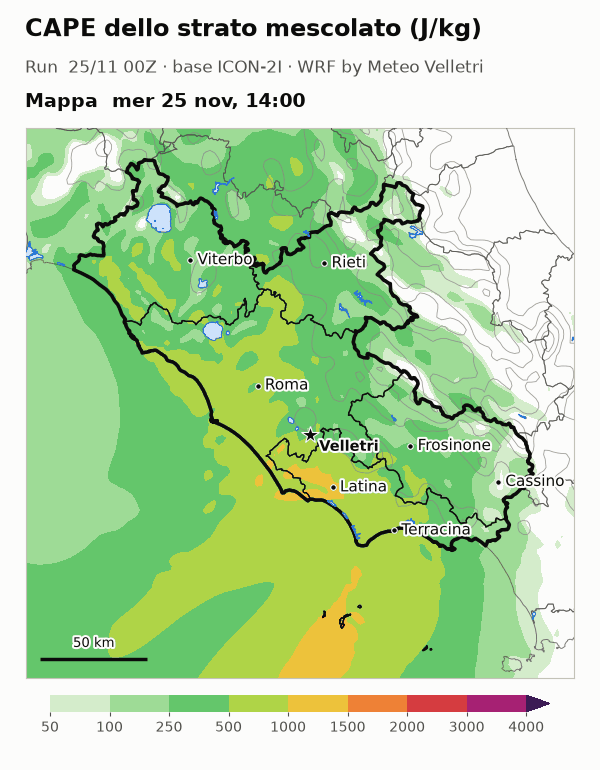 CAPE dello strato mescolato (J/kg)
Run  25/11 00Z · base ICON-2I · WRF by Meteo Velletri
Mappa  mer 25 nov, 14:00
Viterbo
Rieti
Roma
Velletri
Frosinone
Cassino
Latina
Terracina
50 km
50 100 250 500 1000 1500 2000 3000 4000